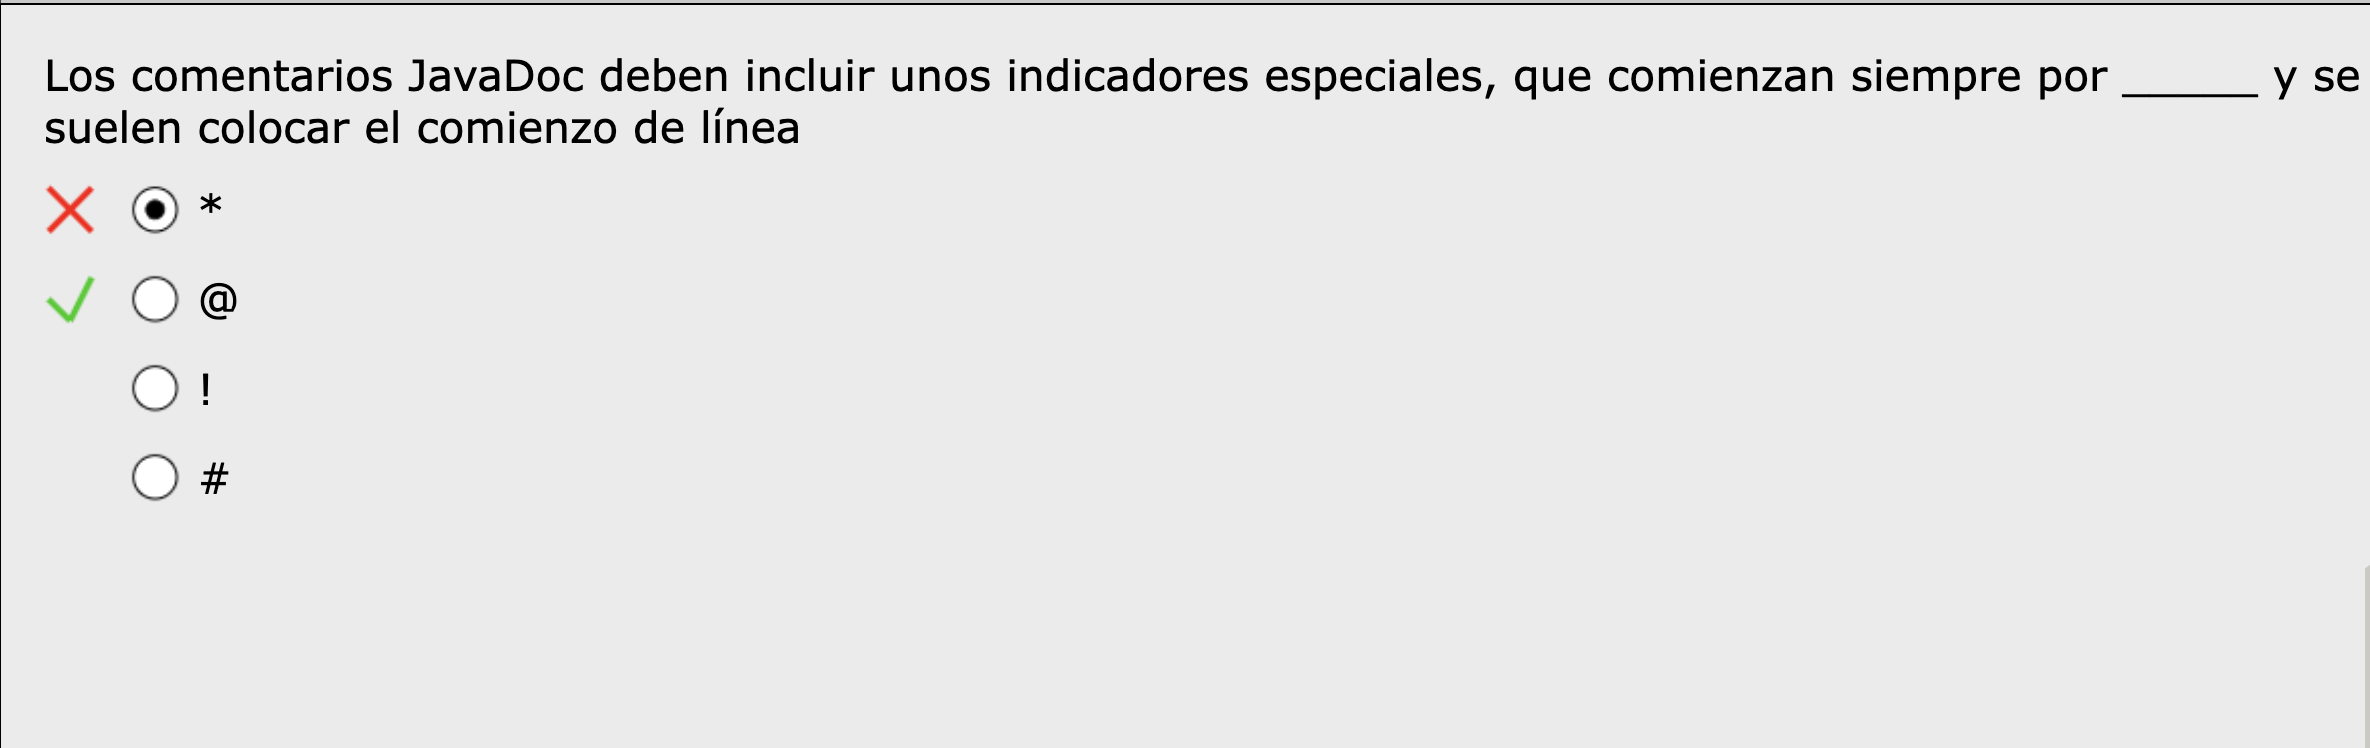 Los comentarios JavaDoc deben incluir unos indicadores especiales, que comienzan siempre por ______ y se
suelen colocar el comienzo de línea
*
@
!
#